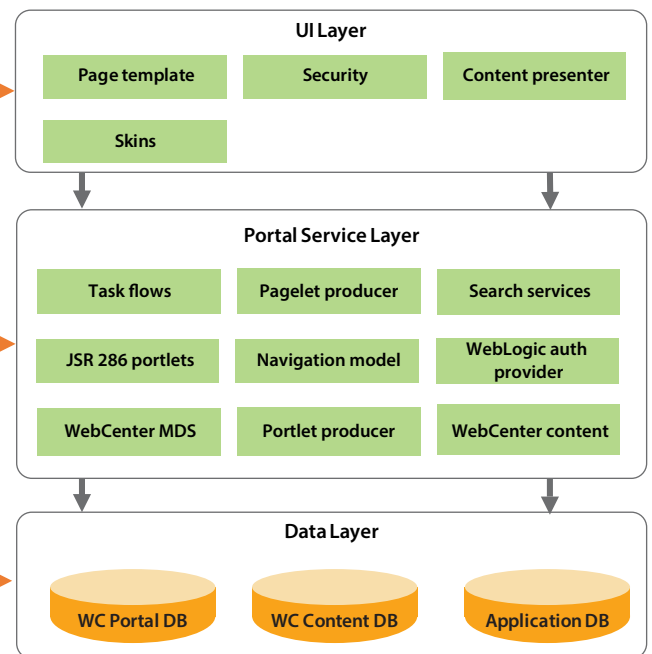 UI Layer
Page template
Security
Content presenter
Skins
Portal Service Layer
Task flows
Pagelet producer
Search services
JSR 286 portlets
Navigation model
WebLogic auth
provider
WebCenter MDS
Portlet producer
WebCenter content
Data Layer
WC Portal DB
WC Content DB
Application DB